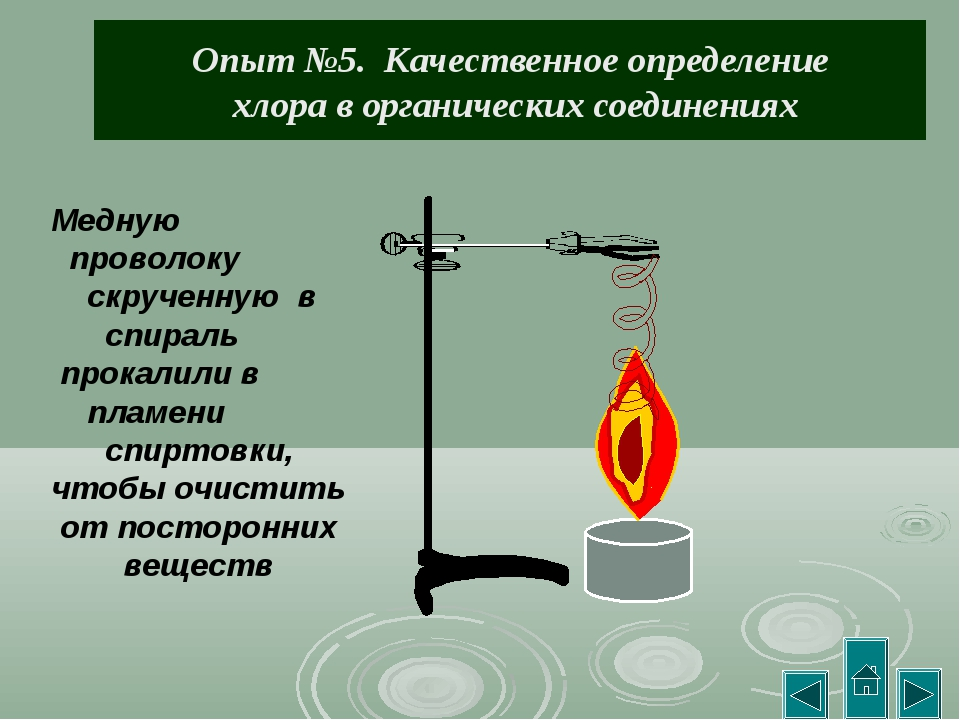 Опыт №5. Качественное определение
хлора в органических соединениях
Медную
проволоку
скрученную в
спираль
прокалили в
пламени
спиртовки,
чтобы очистить
от посторонних
веществ